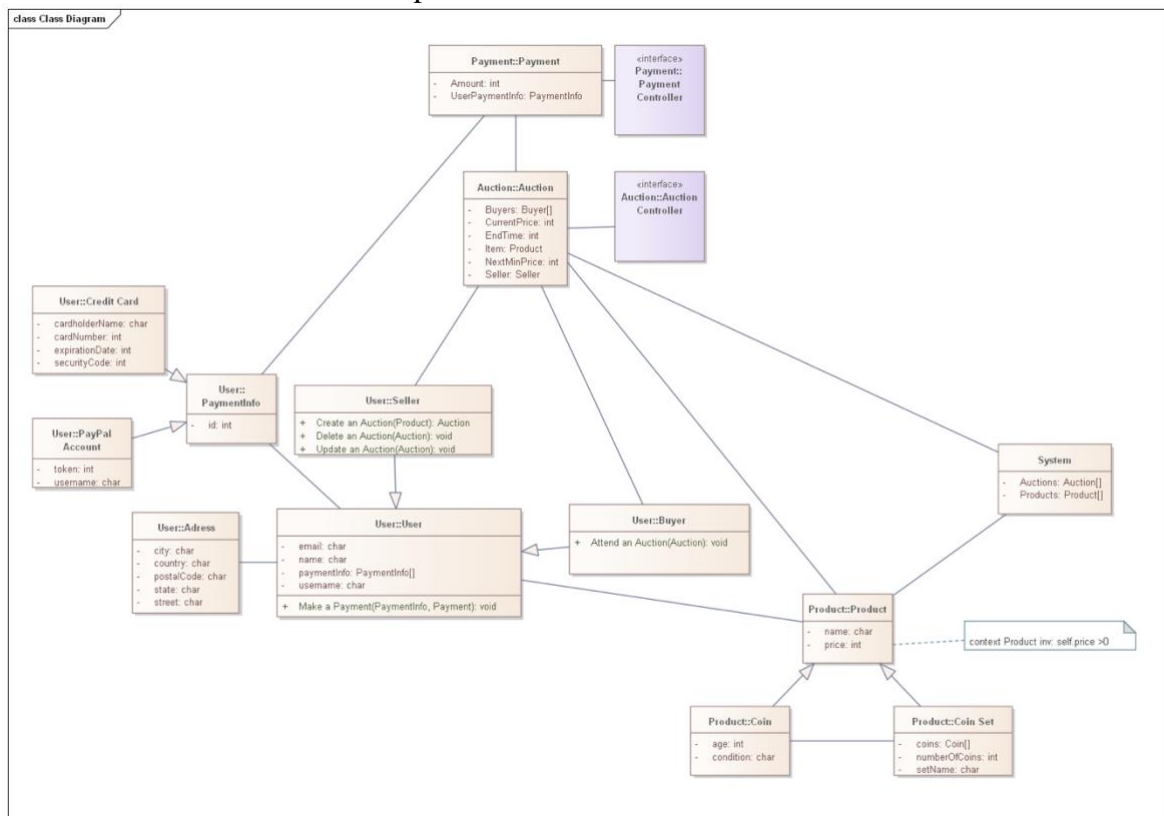 class Class Diagram
Payment::Payment
- Amount: int
- UserPaymentInfo: PaymentInfo
«interface»
Payment::
Payment
Controller
Auction::Auction
- Buyers: Buyer[]
- CurrentPrice: int
- EndTime: int
- Item: Product
- NextMinPrice: int
- Seller: Seller
«interface»
Auction::Auction
Controller
User::Credit Card
- cardholderName: char
- cardNumber: int
- expirationDate: int
- securityCode: int
User::
PaymentInfo
- id: int
User::Seller
+ Create an Auction(Product): Auction
+ Delete an Auction(Auction): void
+ Update an Auction(Auction): void
User::PayPal
Account
- token: int
- username: char
System
- Auctions: Auction[]
- Products: Product[]
User::Adress
- city: char
- country: char
- postalCode: char
- state: char
- street: char
User::User
- email: char
- name: char
- paymentInfo: PaymentInfo[]
- username: char
+ Make a Payment(PaymentInfo, Payment): void
User::Buyer
+ Attend an Auction(Auction): void
Product::Product
- name: char
- price: int
context Product inv: self.price >0
Product::Coin
- age: int
- condition: char
Product::Coin Set
- coins: Coin[]
- numberOfCoins: int
- setName: char